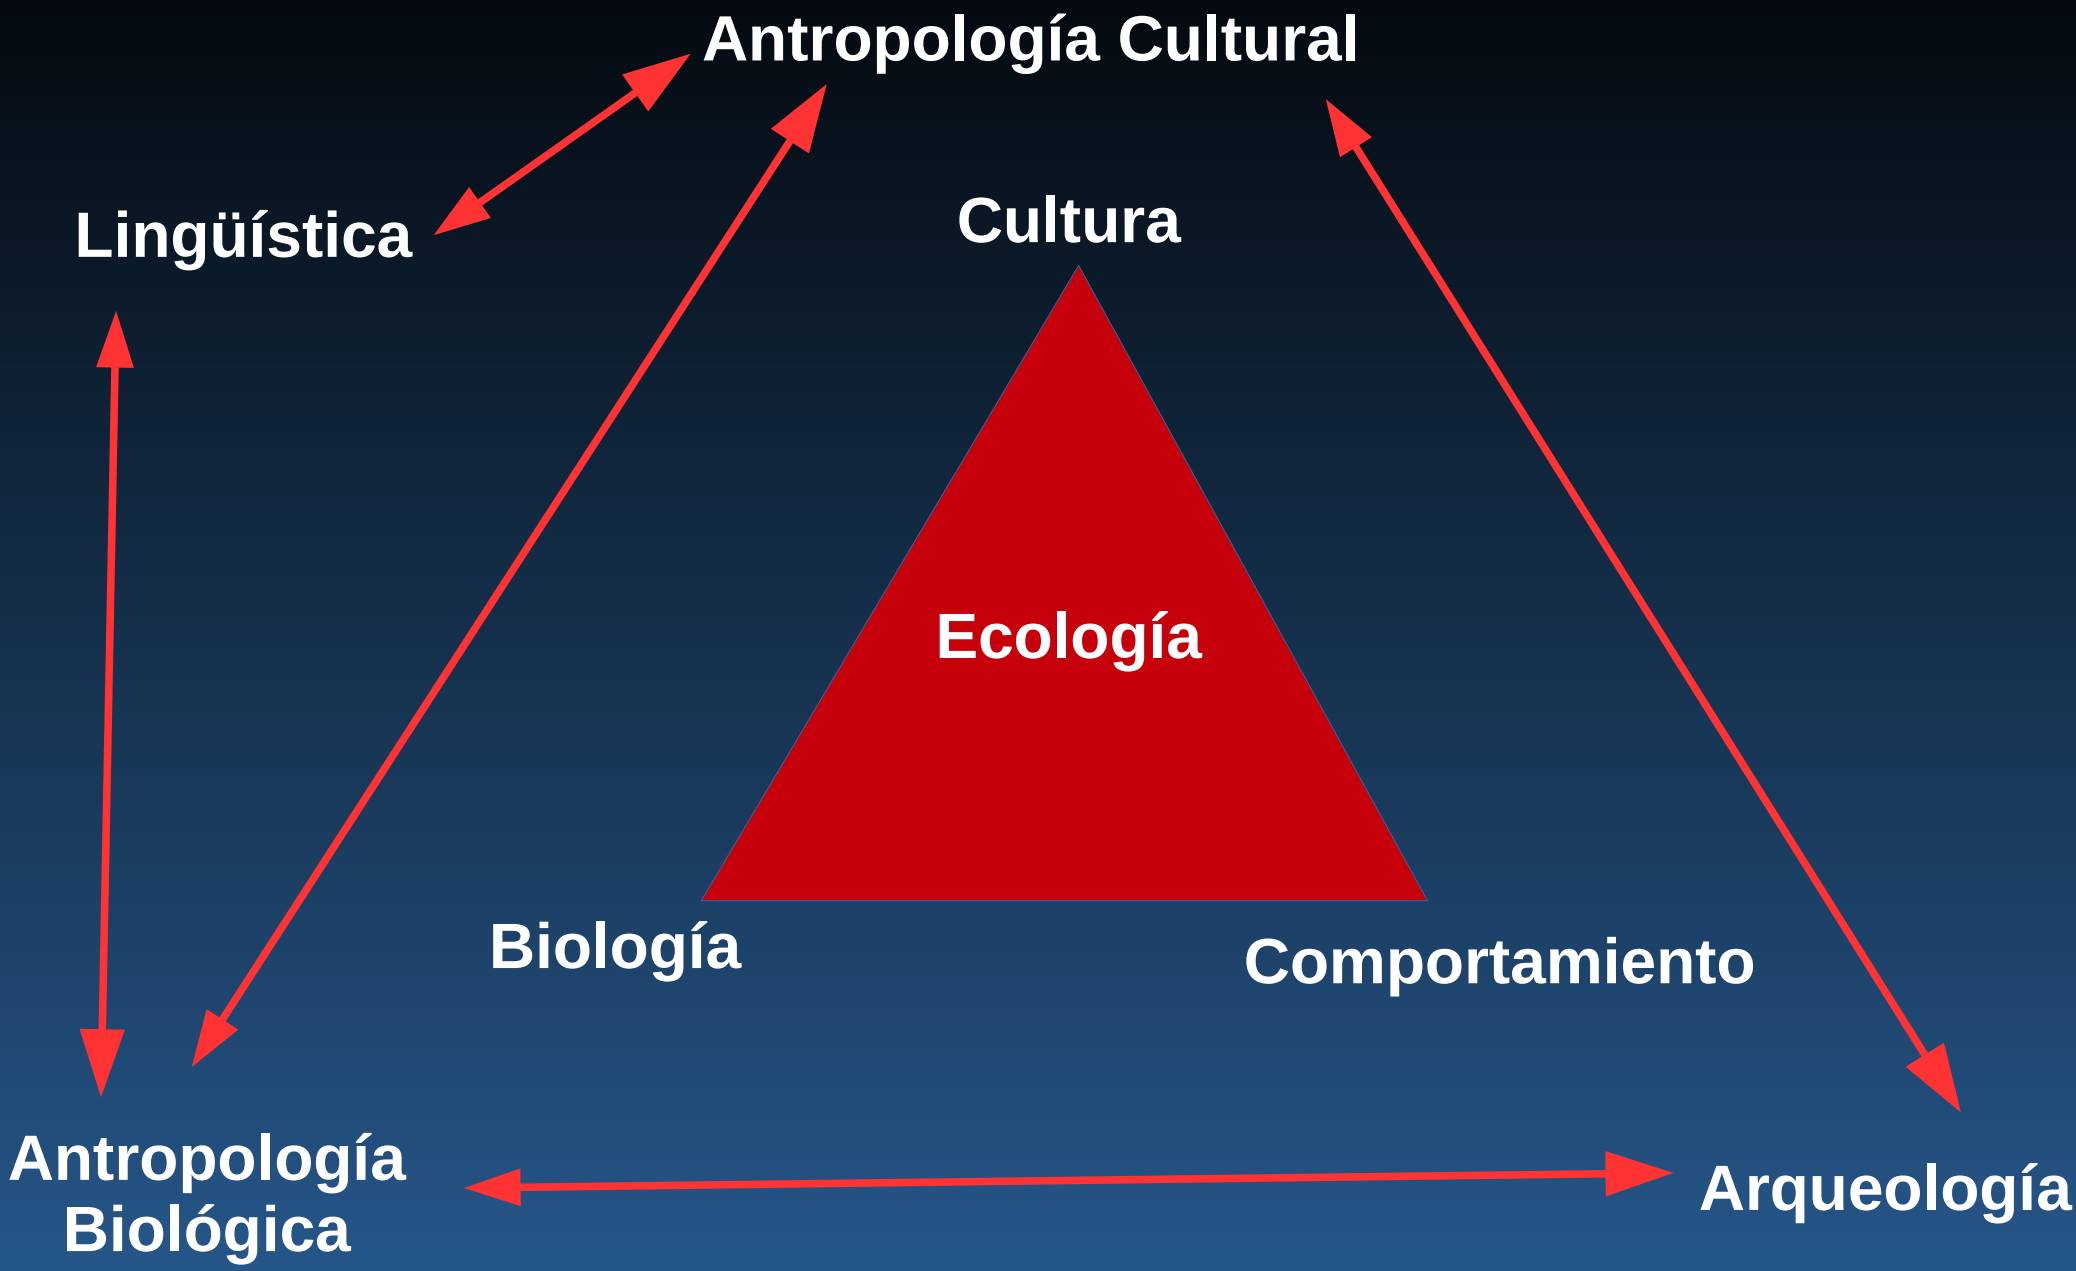 Antropología Cultural
Cultura
Lingüística
Ecología
Biología
Comportamiento
Antropología
Biológica
Arqueología